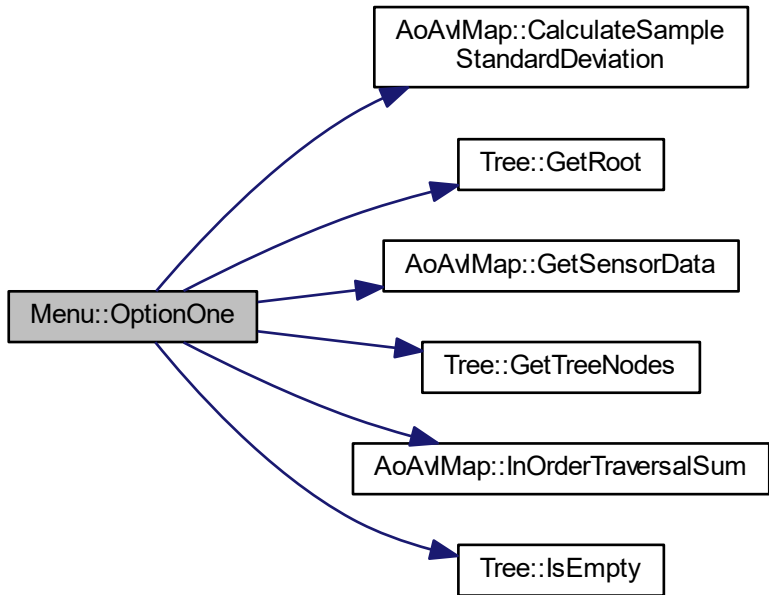 AoAvlMap::CalculateSample
StandardDeviation
Tree::GetRoot
AoAvlMap::GetSensorData
Menu::OptionOne
Tree::GetTreeNodes
AoAvlMap::InOrderTraversalSum
Tree::IsEmpty